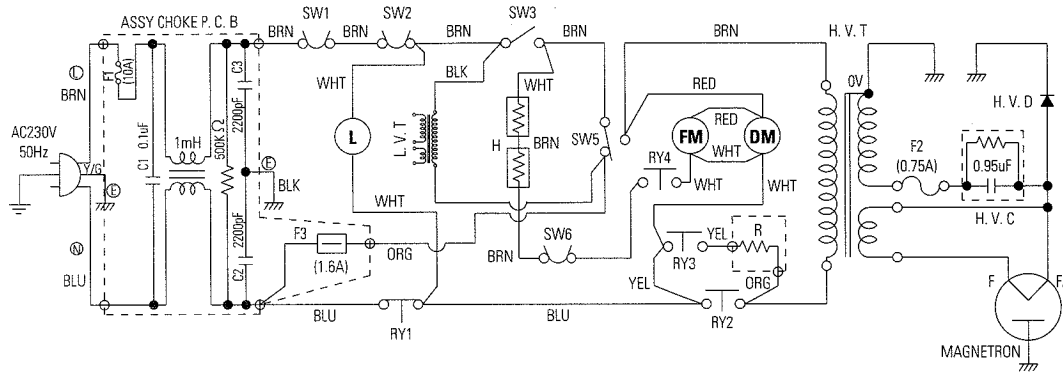 ASSY CHOKE P. C. B
SW1
SW2
SW3
H. V. T
BRN
BRN
BRN
BRN
BRN
L
BRN
F1
(10A)
C3
2200pF
WHT
BLK
WHT
RED
0V
H. V. D
AC230V
50Hz
C1 0.1uF
1mH
500K Ω
L
L. V. T
H
BRN
SW5
FM
RED
DM
WHT
F2
(0.75A)
0.95uF
Y/G
E
E
BLK
RY4
WHT
WHT
H. V. C
N
2200pF
C2
WHT
F3
(1.6A)
ORG
BRN
SW6
YEL
RY3
YEL
R
ORG
BLU
BLU
RY1
BLU
RY2
F
F
MAGNETRON